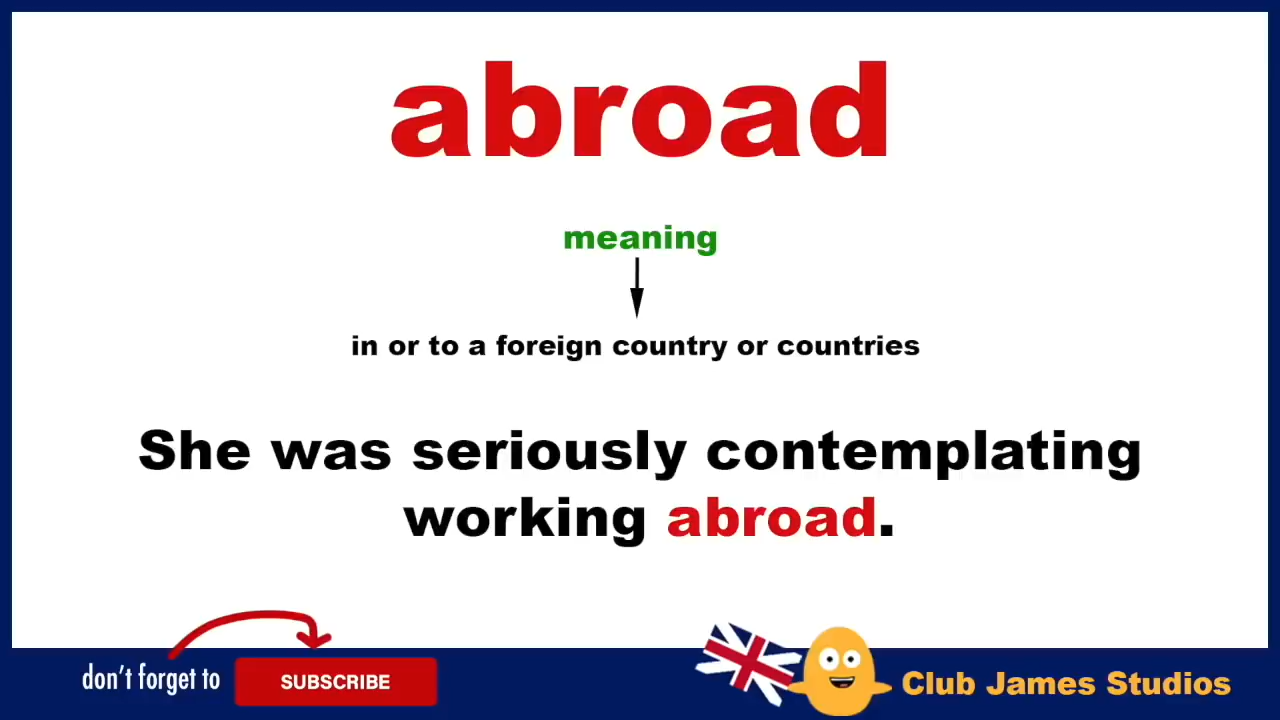 abroad
meaning
in or to a foreign country or countries
She was seriously contemplating
working abroad.
don't forget to
SUBSCRIBE
Club James Studios